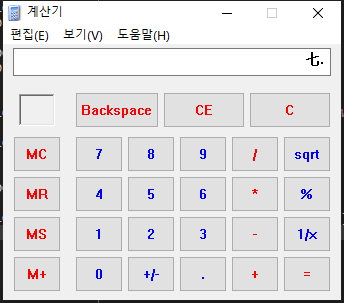 계산기
편집(E) 보기(V) 도움말(H)
七.
Backspace CE C
MC 7 8 9 / sqrt
MR 4 5 6 * %
MS 1 2 3 - 1/x
M+ 0 +/- . + =